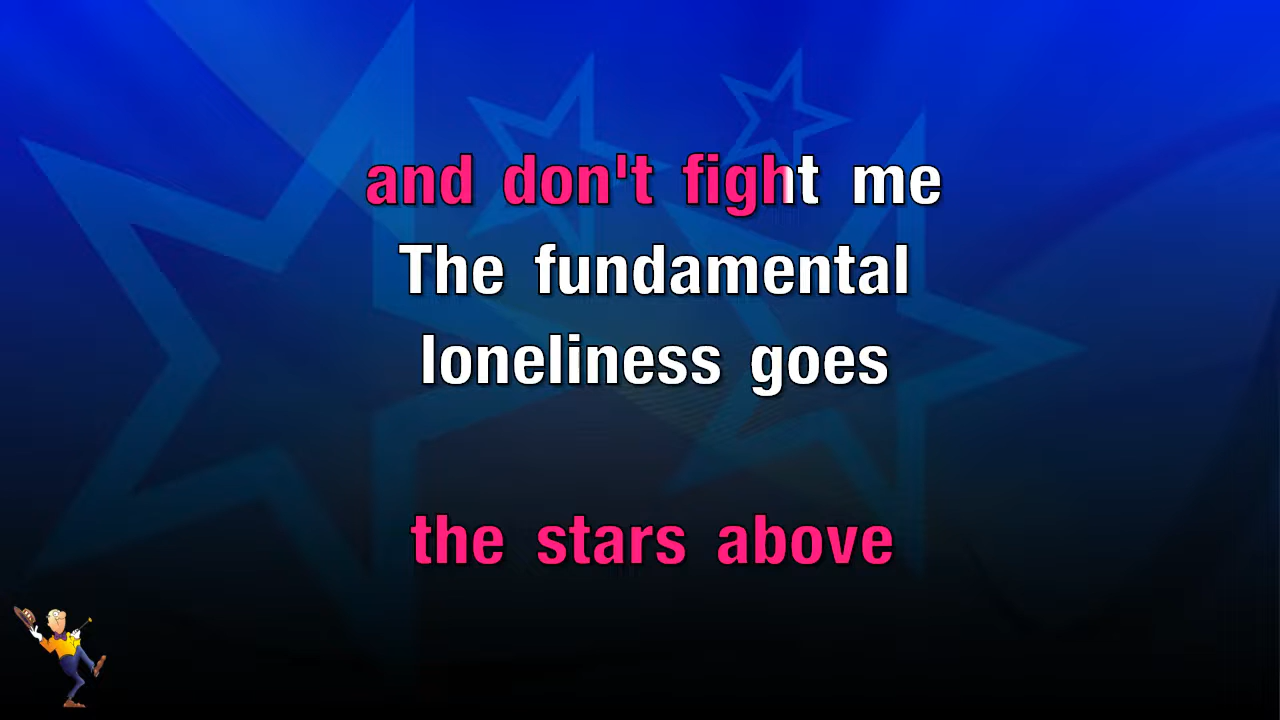 and don't fight me
The fundamental
loneliness goes
the stars above